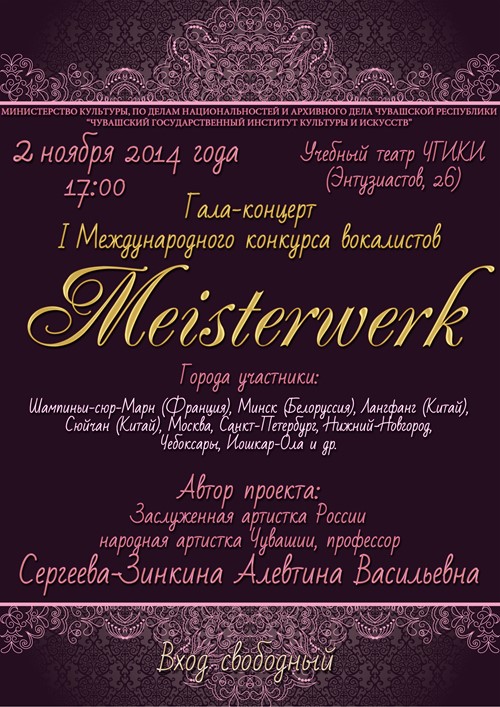 МИНИСТЕРСТВО КУЛЬТУРЫ, ПО ДЕЛАМ НАЦИОНАЛЬНОСТЕЙ И АРХИВНОГО ДЕЛА ЧУВАШСКОЙ РЕСПУБЛИКИ
"ЧУВАШСКИЙ ГОСУДАРСТВЕННЫЙ ИНСТИТУТ КУЛЬТУРЫ И ИСКУССТВ"
2 ноября 2014 года
17:00
Учебный театр ЧГИКИ
(Энтузиастов, 26)
Гала-концерт
I Международного конкурса вокалистов
Meisterwerk
Города участники:
Шампиньи-сюр-Марн (Франция), Минск (Белоруссия), Лангфанг (Китай),
Сюйчан (Китай), Москва, Санкт-Петербург, Нижний-Новгород,
Чебоксары, Йошкар-Ола и др.
Автор проекта:
Заслуженная артистка России
народная артистка Чувашии, профессор
Сергеева-Зинкина Алевтина Васильевна
Вход свободный